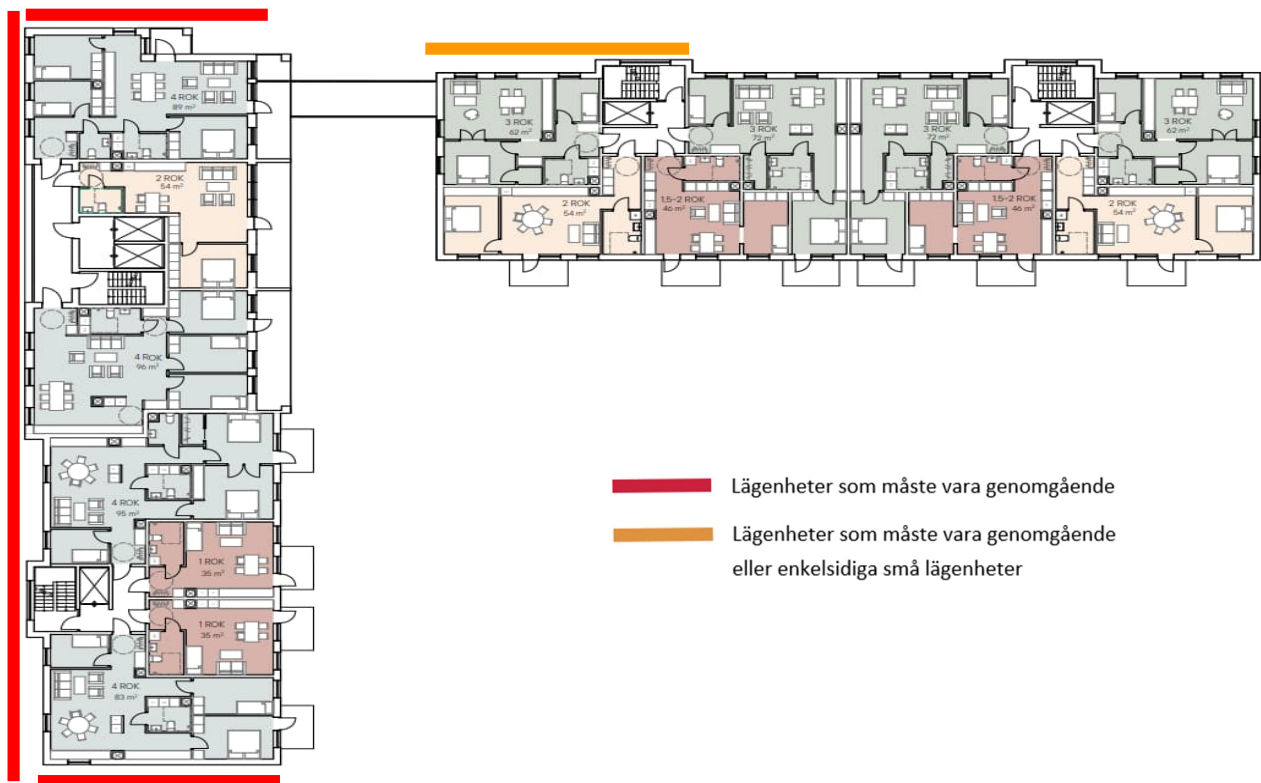 4 ROK
89 m²
2 ROK
54 m²
4 ROK
96 m²
4 ROK
95 m²
1 ROK
35 m²
1 ROK
35 m²
4 ROK
83 m²
3 ROK
62 m²
3 ROK
72 m²
3 ROK
72 m²
3 ROK
62 m²
2 ROK
54 m²
1,5-2 ROK
46 m²
1,5-2 ROK
46 m²
2 ROK
54 m²
Lägenheter som måste vara genomgående
Lägenheter som måste vara genomgående
eller enkelsidiga små lägenheter